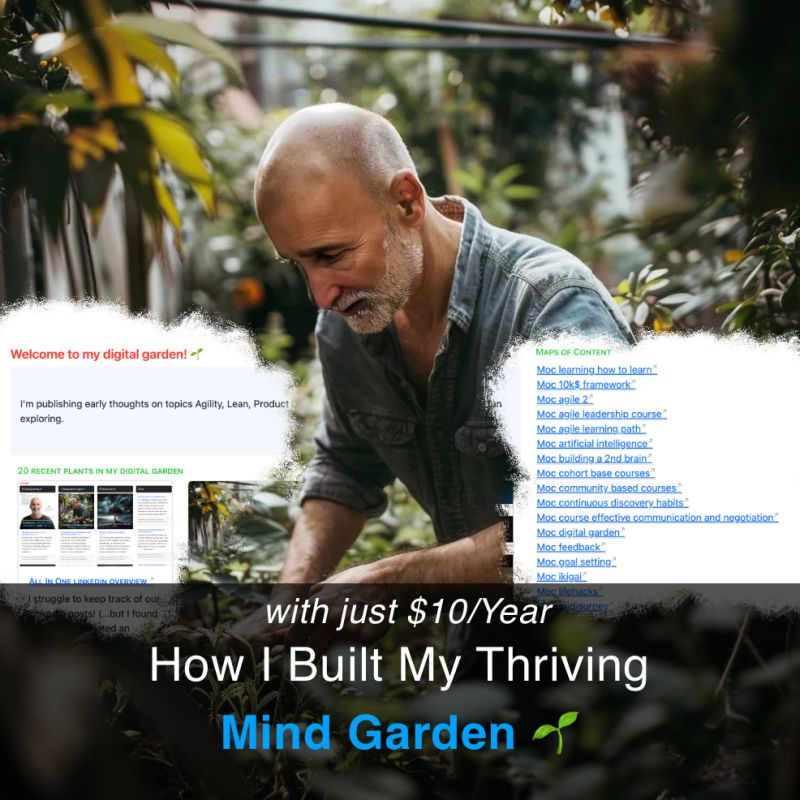 Welcome to my digital garden! 🌱
I'm publishing early thoughts on topics Agility, Lean, Product
exploring.
20 RECENT PLANTS IN MY DIGITAL GARDEN
ALL IN ONE LINKEDIN OVERVIEW
I struggle to keep track of our
posts! (...but I found
an
MAPS OF CONTENT
Moc learning how to learn
Moc 10k$ framework
Moc agile 2
Moc agile leadership course
Moc agile learning path
Moc artificial intelligence
Moc building a 2nd brain
Moc cohort base courses
Moc community based courses
Moc continuous discovery habits
Moc course effective communication and negotiation
Moc digital garden
Moc feedback
Moc goal setting
Moc ikigai
Moc lifehacks
with just $10/Year
How I Built My Thriving
Mind Garden 🌱